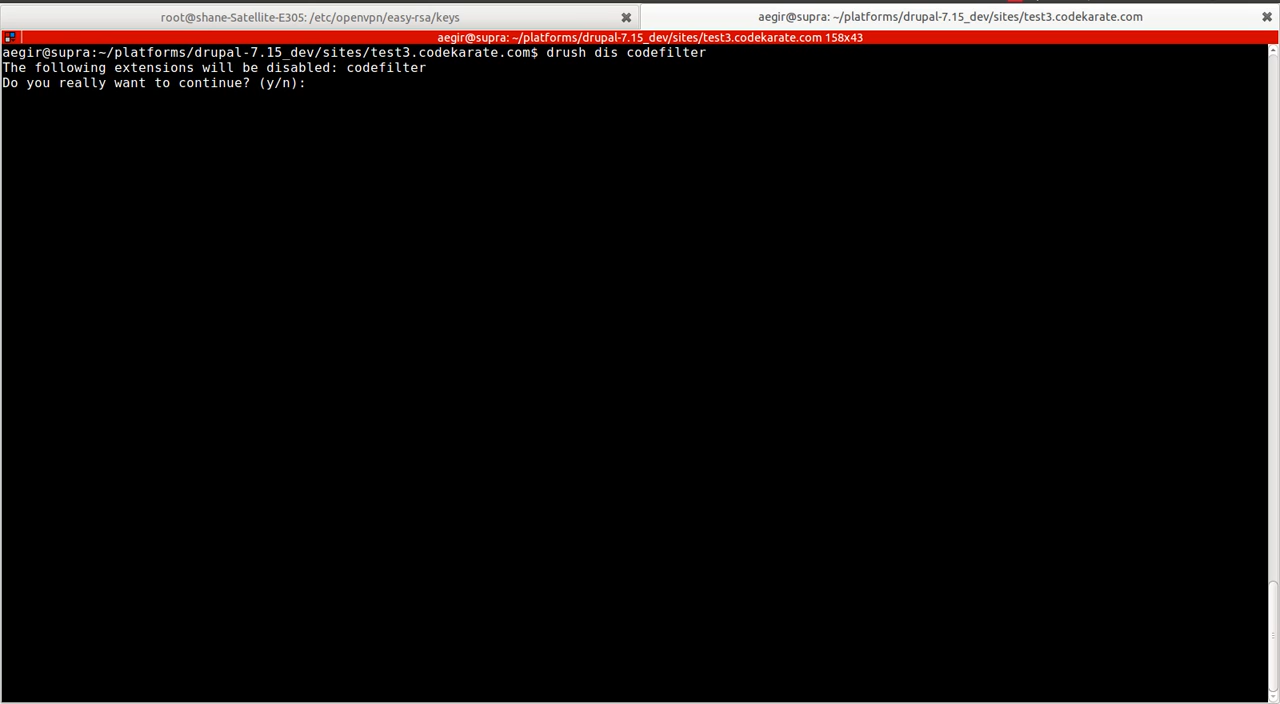 root@shane-Satellite-E305: /etc/openvpn/easy-rsa/keys
aegir@supra: ~/platforms/drupal-7.15_dev/sites/test3.codekarate.com
aegir@supra: ~/platforms/drupal-7.15_dev/sites/test3.codekarate.com 158x43
aegir@supra:~/platforms/drupal-7.15_dev/sites/test3.codekarate.com$ drush dis codefilter
The following extensions will be disabled: codefilter
Do you really want to continue? (y/n):